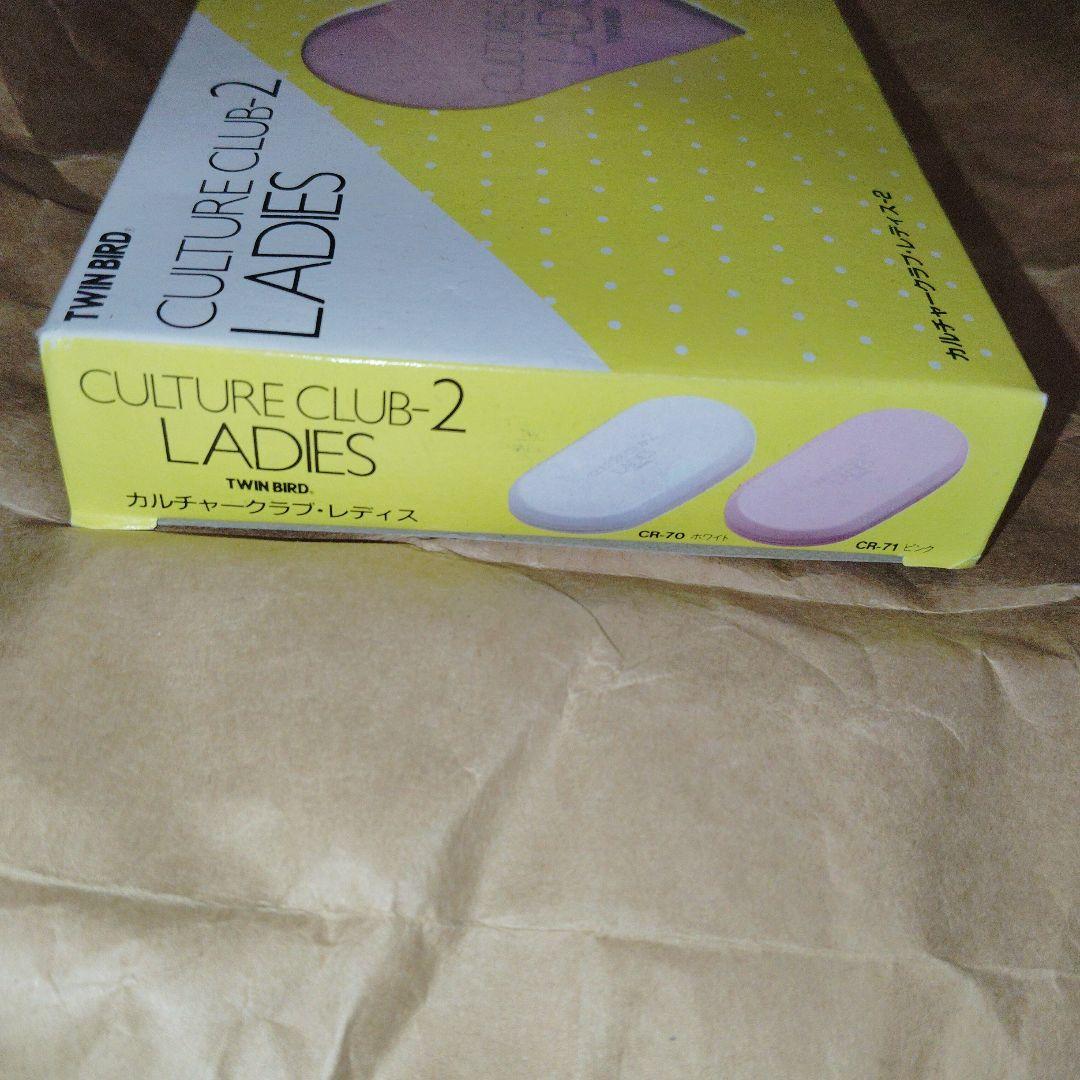 TWIN BIRD®
CULTURE CLUB-2
LADIES
カルチャークラブ・レディス-2
CULTURE CLUB-2
LADIES
TWIN BIRD®
カルチャークラブ・レディス
CR-70 ホワイト
CR-71 ピンク